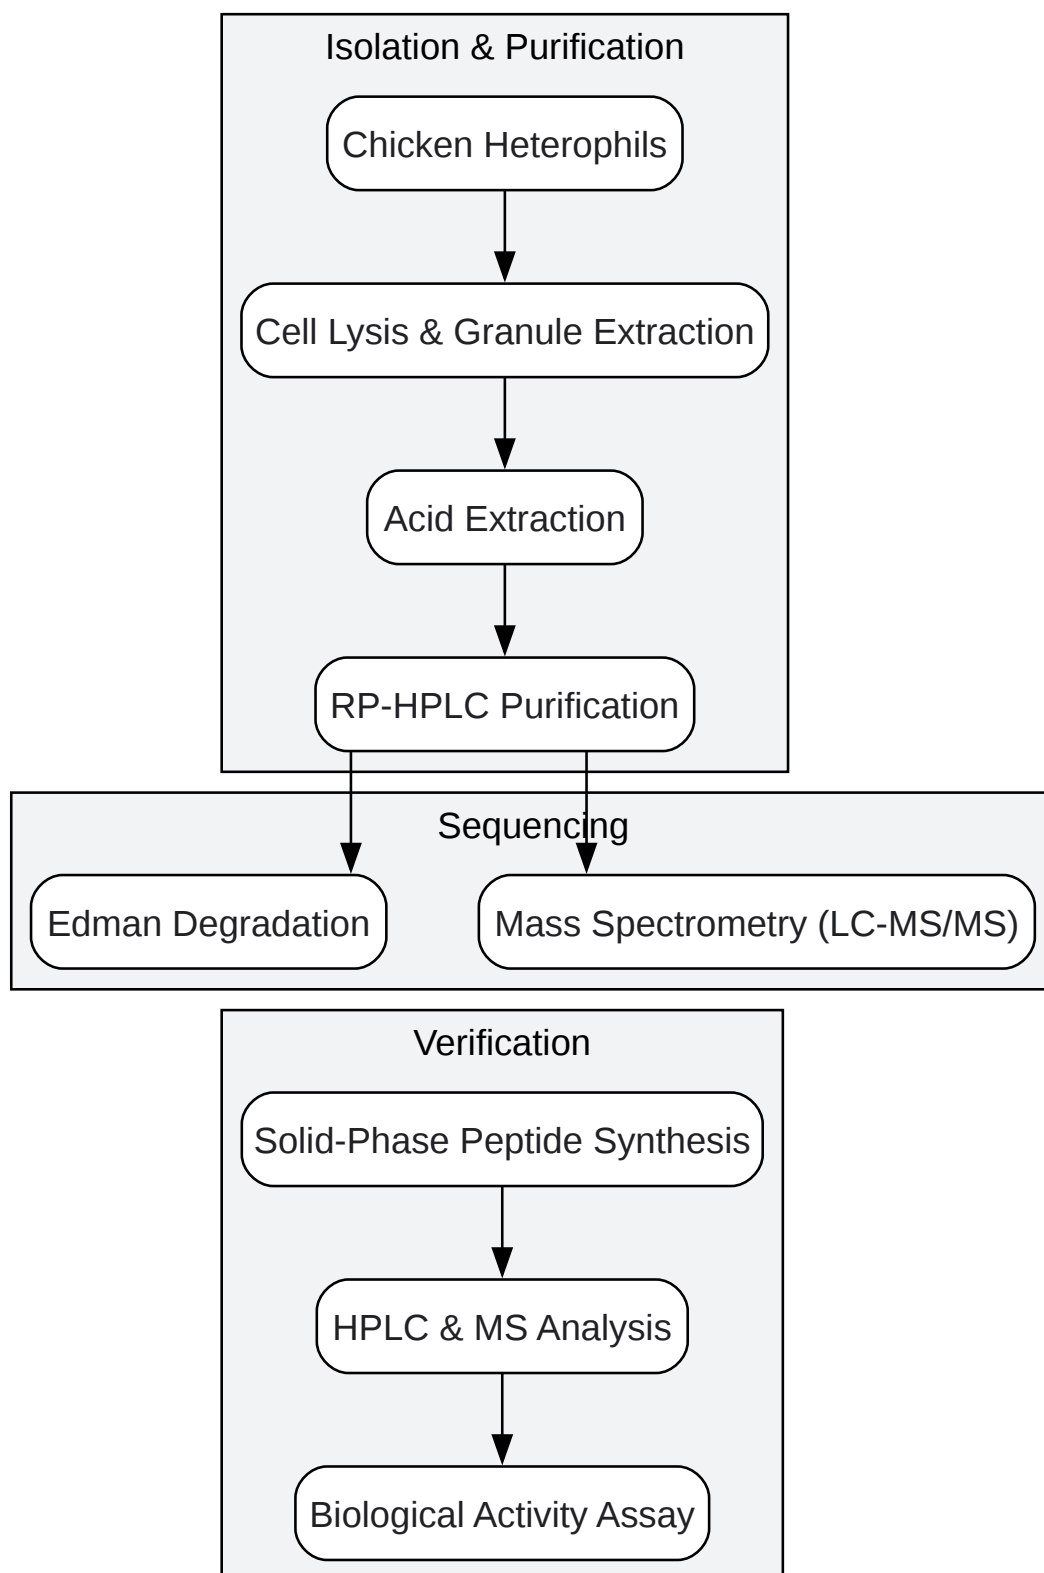 Isolation & Purification
Chicken Heterophils
Cell Lysis & Granule Extraction
Acid Extraction
RP-HPLC Purification
Sequencing
Edman Degradation
Mass Spectrometry (LC-MS/MS)
Verification
Solid-Phase Peptide Synthesis
HPLC & MS Analysis
Biological Activity Assay